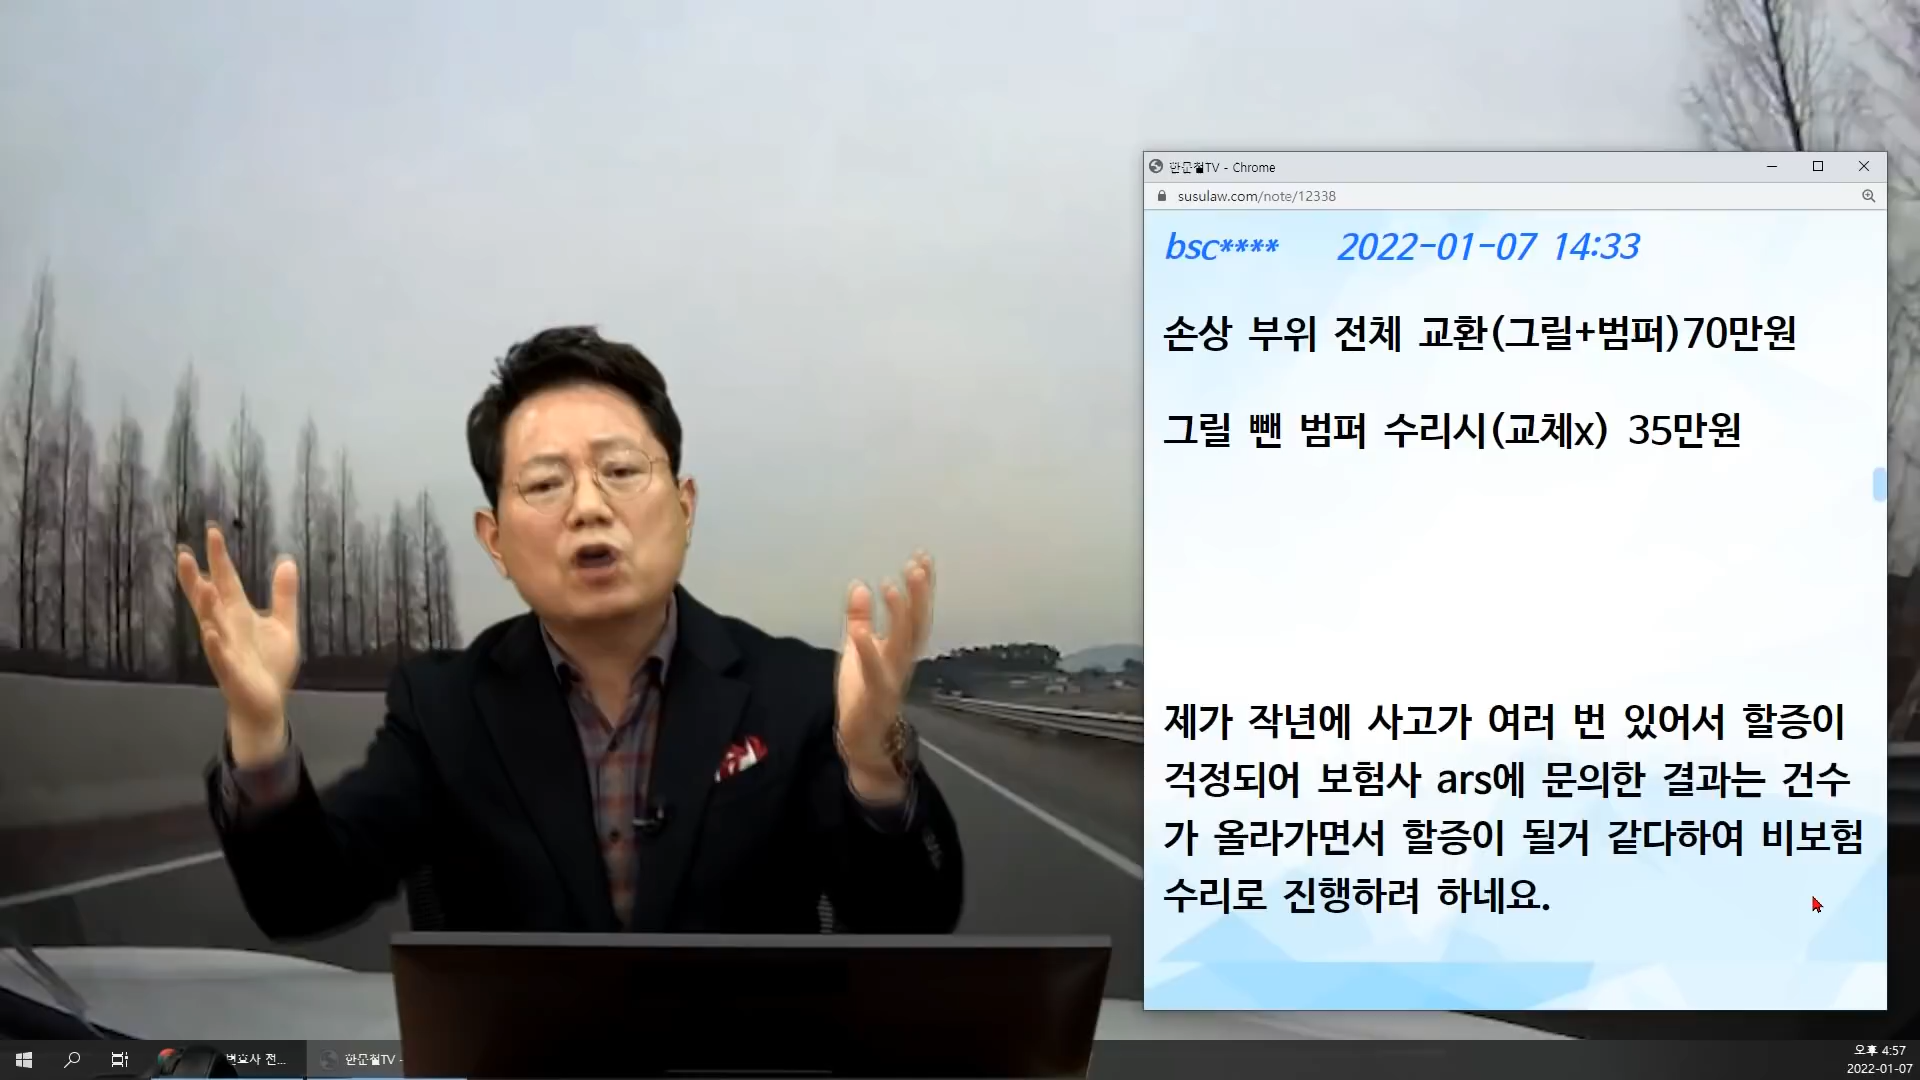 한문철TV - Chrome
susulaw.com/note/12338
bsc**** 2022-01-07 14:33
손상 부위 전체 교환(그릴+범퍼)70만원
그릴 뺀 범퍼 수리시(교체x) 35만원
제가 작년에 사고가 여러 번 있어서 할증이
걱정되어 보험사 ars에 문의한 결과는 건수
가 올라가면서 할증이 될거 같다하여 비보험
수리로 진행하려 하네요.
변호사 전...
한문철TV -
오후 4:57
2022-01-07